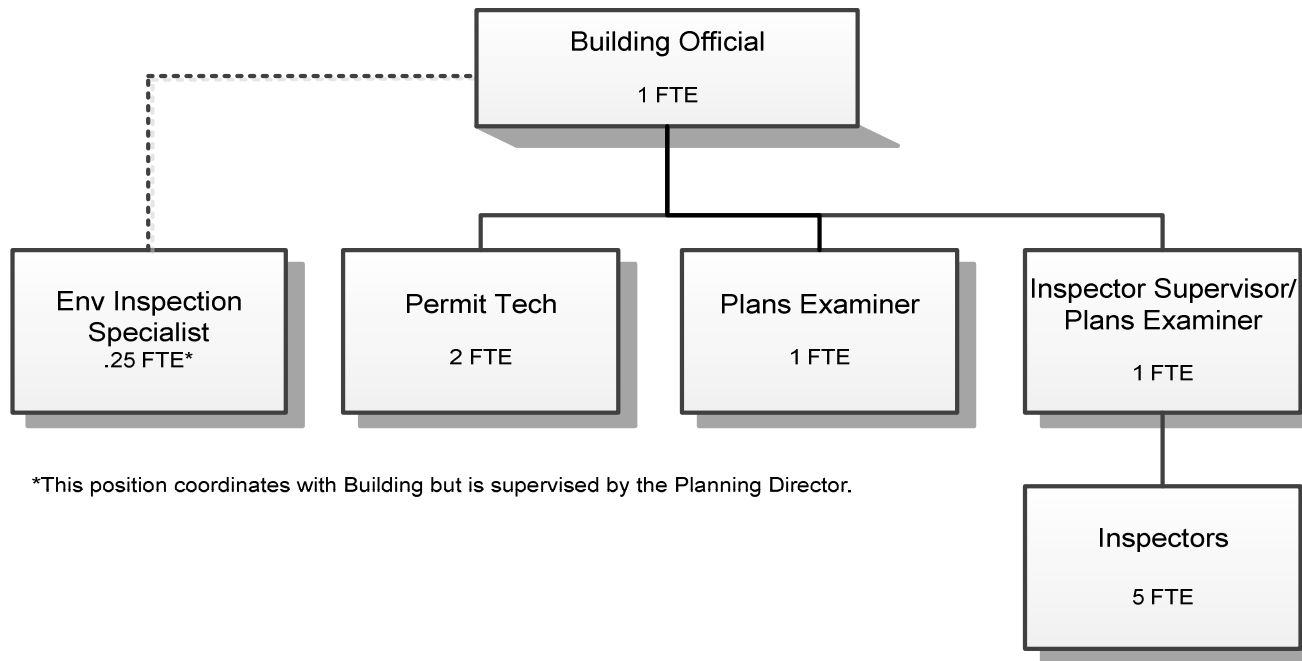 Building Official
1 FTE
Env Inspection
Specialist
.25 FTE*
Permit Tech
2 FTE
Plans Examiner
1 FTE
Inspector Supervisor/
Plans Examiner
1 FTE
*This position coordinates with Building but is supervised by the Planning Director.
Inspectors
5 FTE